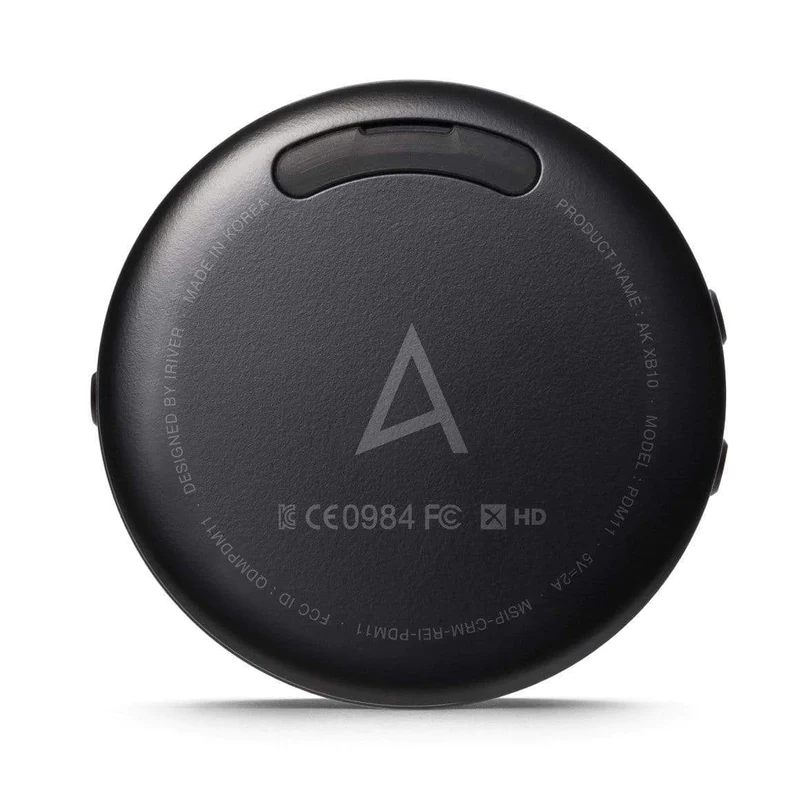 PRODUCT NAME : AK XB10 · MODEL : PDM11 · 5V⎓2A · MSIP-CRM-REI-PDM11 · FCC ID : QDMPDM11 · DESIGNED BY IRIVER · MADE IN KOREA
CE0984 FC HD